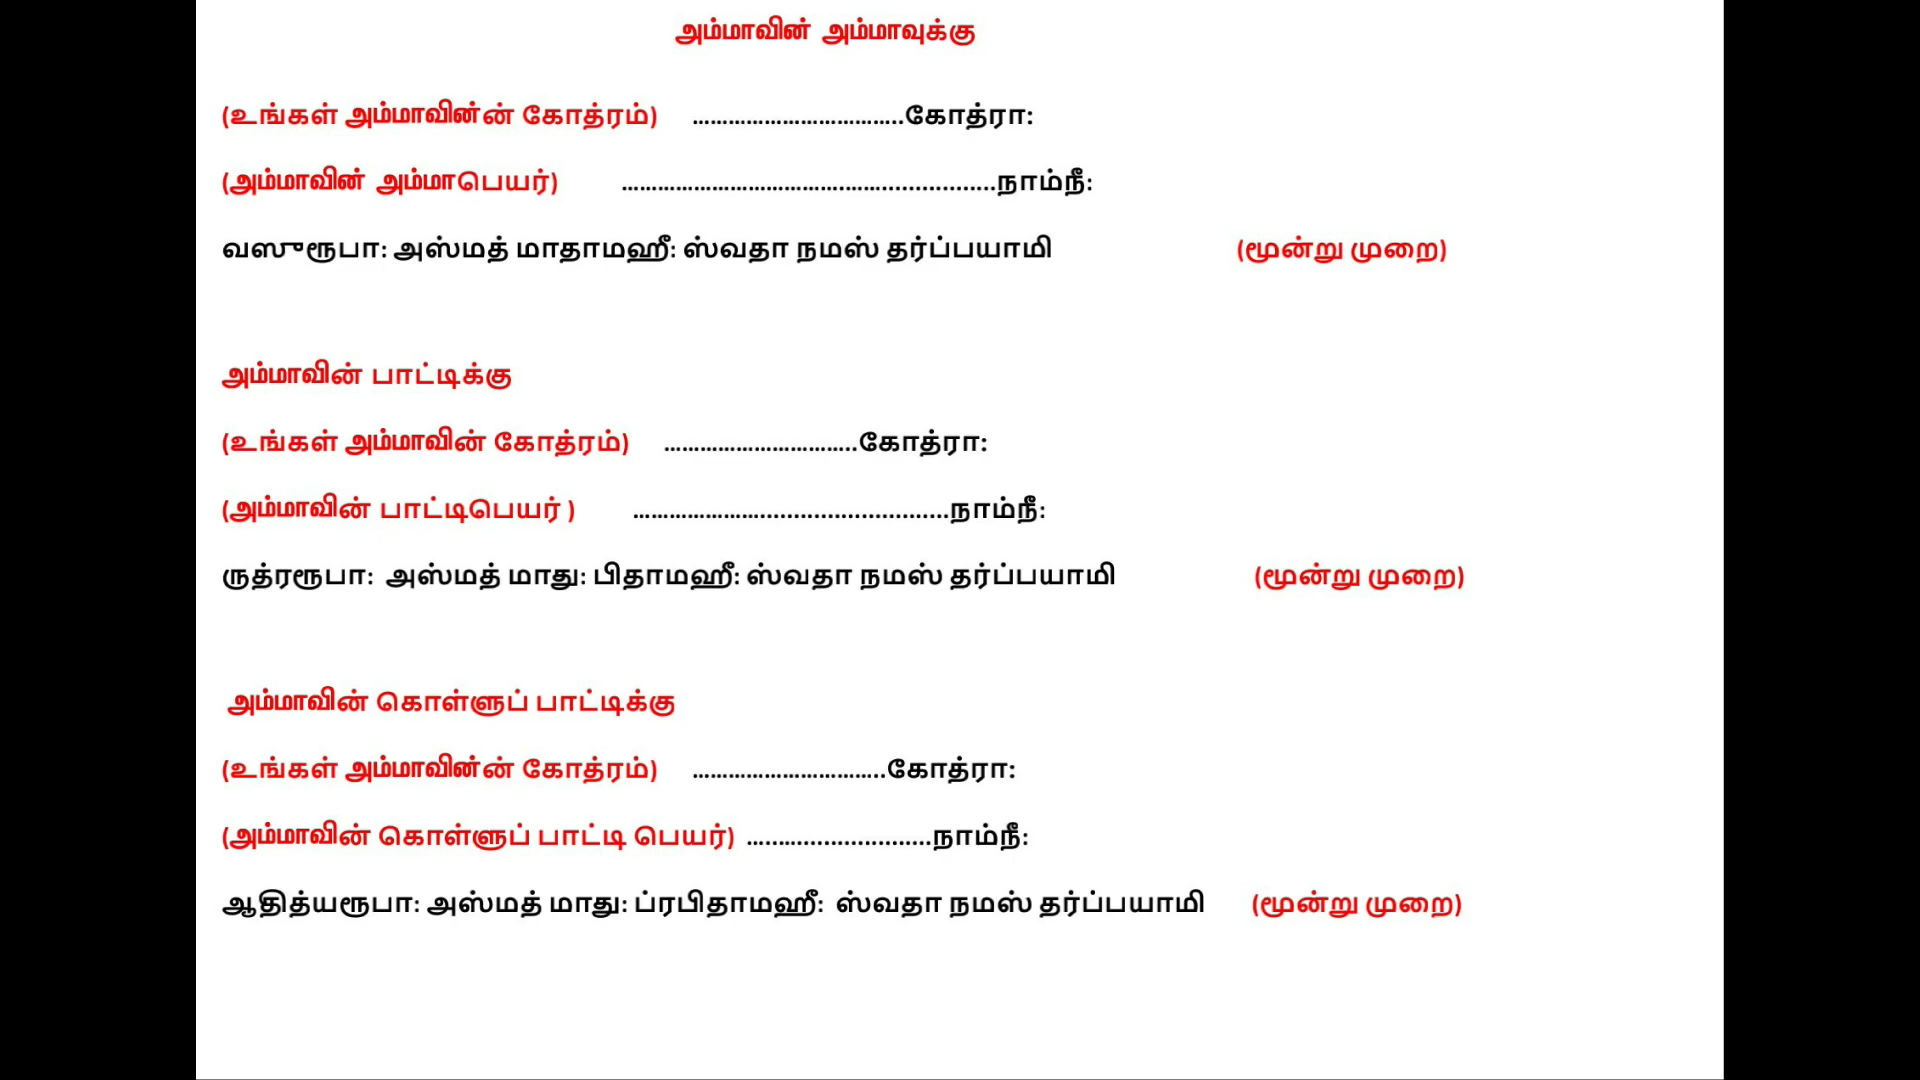 அம்மாவின் அம்மாவுக்கு
(உங்கள் அம்மாவின்ன் கோத்ரம்) ……………………………..கோத்ரா:
(அம்மாவின் அம்மாபெயர்) ……………………………………...................நாம்நீ:
வஸுரூபா: அஸ்மத் மாதாமஹீ: ஸ்வதா நமஸ் தர்ப்பயாமி (மூன்று முறை)
அம்மாவின் பாட்டிக்கு
(உங்கள் அம்மாவின் கோத்ரம்) …………………………..கோத்ரா:
(அம்மாவின் பாட்டிபெயர் ) …………………............................நாம்நீ:
ருத்ரரூபா: அஸ்மத் மாது: பிதாமஹீ: ஸ்வதா நமஸ் தர்ப்பயாமி (மூன்று முறை)
அம்மாவின் கொள்ளுப் பாட்டிக்கு
(உங்கள் அம்மாவின்ன் கோத்ரம்) …………………………..கோத்ரா:
(அம்மாவின் கொள்ளுப் பாட்டி பெயர்) ……......................நாம்நீ:
ஆதித்யரூபா: அஸ்மத் மாது: ப்ரபிதாமஹீ: ஸ்வதா நமஸ் தர்ப்பயாமி (மூன்று முறை)